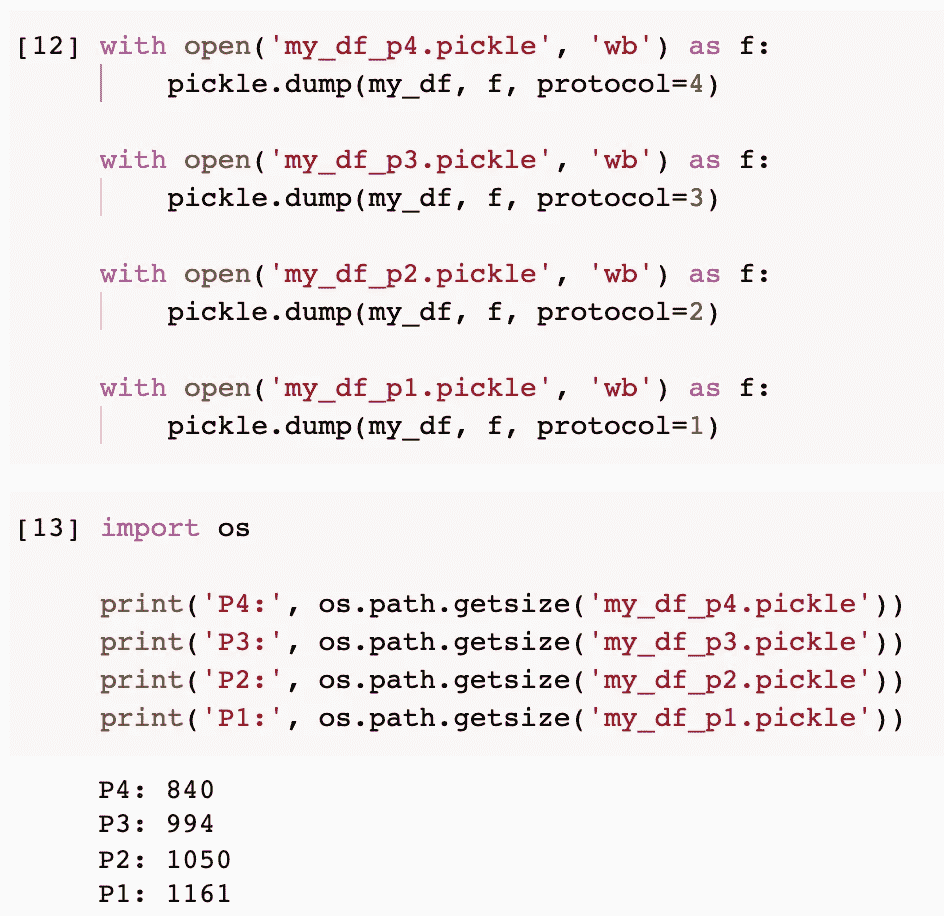 [12] with open('my_df_p4.pickle', 'wb') as f:
pickle.dump(my_df, f, protocol=4)
with open('my_df_p3.pickle', 'wb') as f:
pickle.dump(my_df, f, protocol=3)
with open('my_df_p2.pickle', 'wb') as f:
pickle.dump(my_df, f, protocol=2)
with open('my_df_p1.pickle', 'wb') as f:
pickle.dump(my_df, f, protocol=1)
[13] import os
print('P4:', os.path.getsize('my_df_p4.pickle'))
print('P3:', os.path.getsize('my_df_p3.pickle'))
print('P2:', os.path.getsize('my_df_p2.pickle'))
print('P1:', os.path.getsize('my_df_p1.pickle'))
P4: 840
P3: 994
P2: 1050
P1: 1161